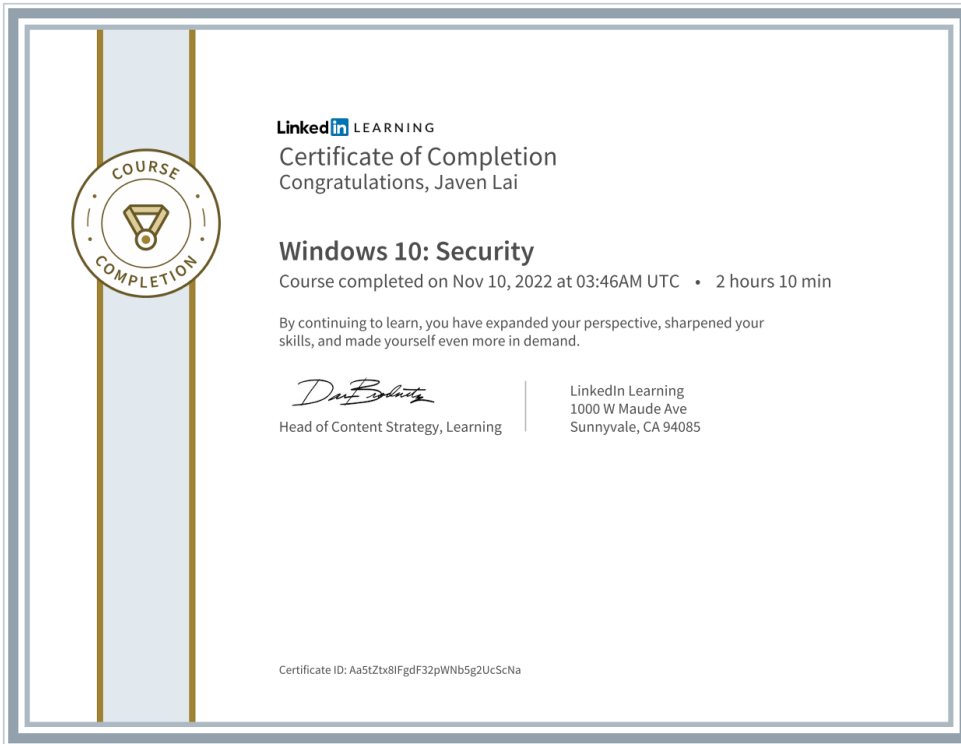 COURSE
COMPLETION
Linked in LEARNING
Certificate of Completion
Congratulations, Javen Lai
Windows 10: Security
Course completed on Nov 10, 2022 at 03:46AM UTC • 2 hours 10 min
By continuing to learn, you have expanded your perspective, sharpened your
skills, and made yourself even more in demand.
Head of Content Strategy, Learning
LinkedIn Learning
1000 W Maude Ave
Sunnyvale, CA 94085
Certificate ID: Aa5tZtx8IFgdF32pWNb5g2UcScNa